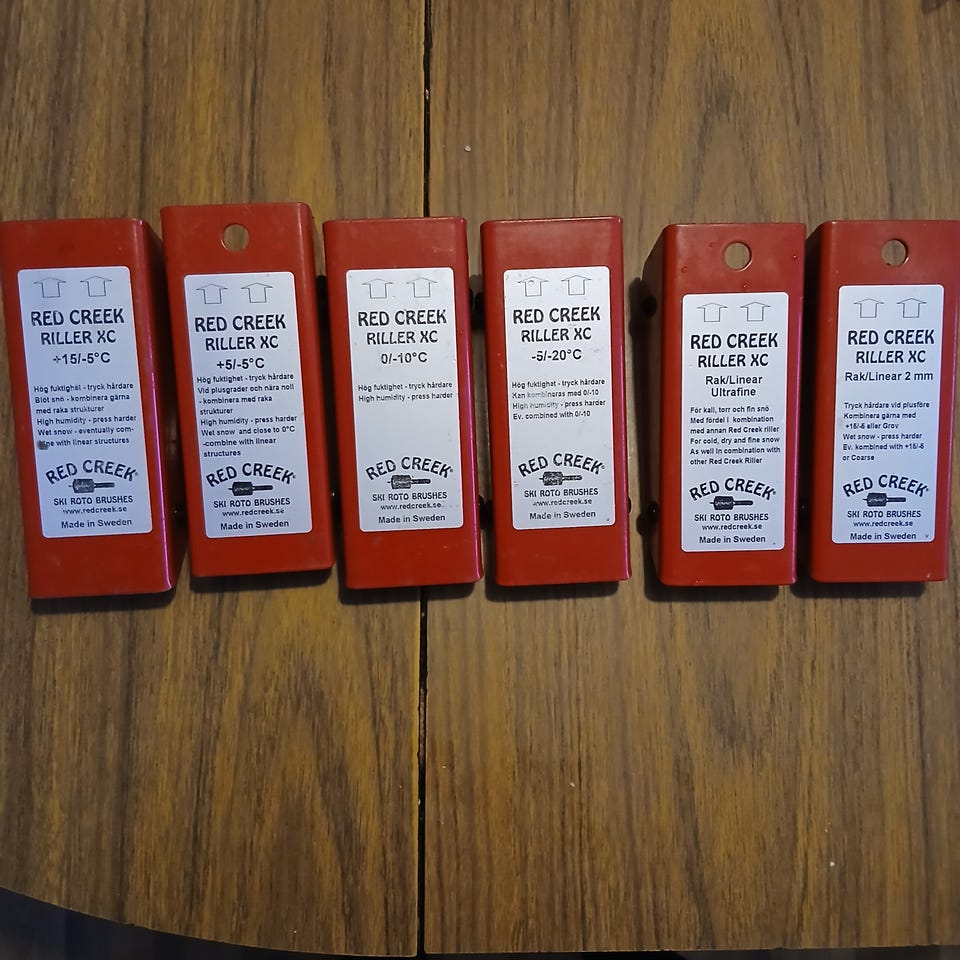 RED CREEK
RILLER XC
+15/-5°C
Hög fuktighet - tryck hårdare
Blöt snö - kombinera gärna
med raka strukturer
High humidity - press harder
Wet snow - eventually com-
bine with linear structures
RED CREEK®
SKI ROTO BRUSHES
www.redcreek.se
Made in Sweden
RED CREEK
RILLER XC
+5/-5°C
Hög fuktighet - tryck hårdare
Vid plusgrader och nära noll
- kombinera med raka
strukturer
High humidity - press harder
Wet snow and close to 0°C
-combine with linear
structures
RED CREEK®
SKI ROTO BRUSHES
www.redcreek.se
Made in Sweden
RED CREEK
RILLER XC
0/-10°C
Hög fuktighet - tryck hårdare
High humidity - press harder
RED CREEK®
SKI ROTO BRUSHES
www.redcreek.se
Made in Sweden
RED CREEK
RILLER XC
-5/-20°C
Hög fuktighet - tryck hårdare
Kan kombineras med 0/-10
High humidity - press harder
Ev. combined with 0/-10
RED CREEK®
SKI ROTO BRUSHES
www.redcreek.se
Made in Sweden
RED CREEK
RILLER XC
Rak/Linear
Ultrafine
För kall, torr och fin snö
Med fördel i kombination
med annan Red Creek riller
For cold, dry and fine snow
As well in combination with
other Red Creek Riller
RED CREEK®
SKI ROTO BRUSHES
www.redcreek.se
Made in Sweden
RED CREEK
RILLER XC
Rak/Linear 2 mm
Tryck hårdare vid plusföre
Kombinera gärna med
+15/-5 eller Grov
Wet snow - press harder
Ev. kombined with +15/-5
or Coarse
RED CREEK®
SKI ROTO BRUSHES
www.redcreek.se
Made in Sweden